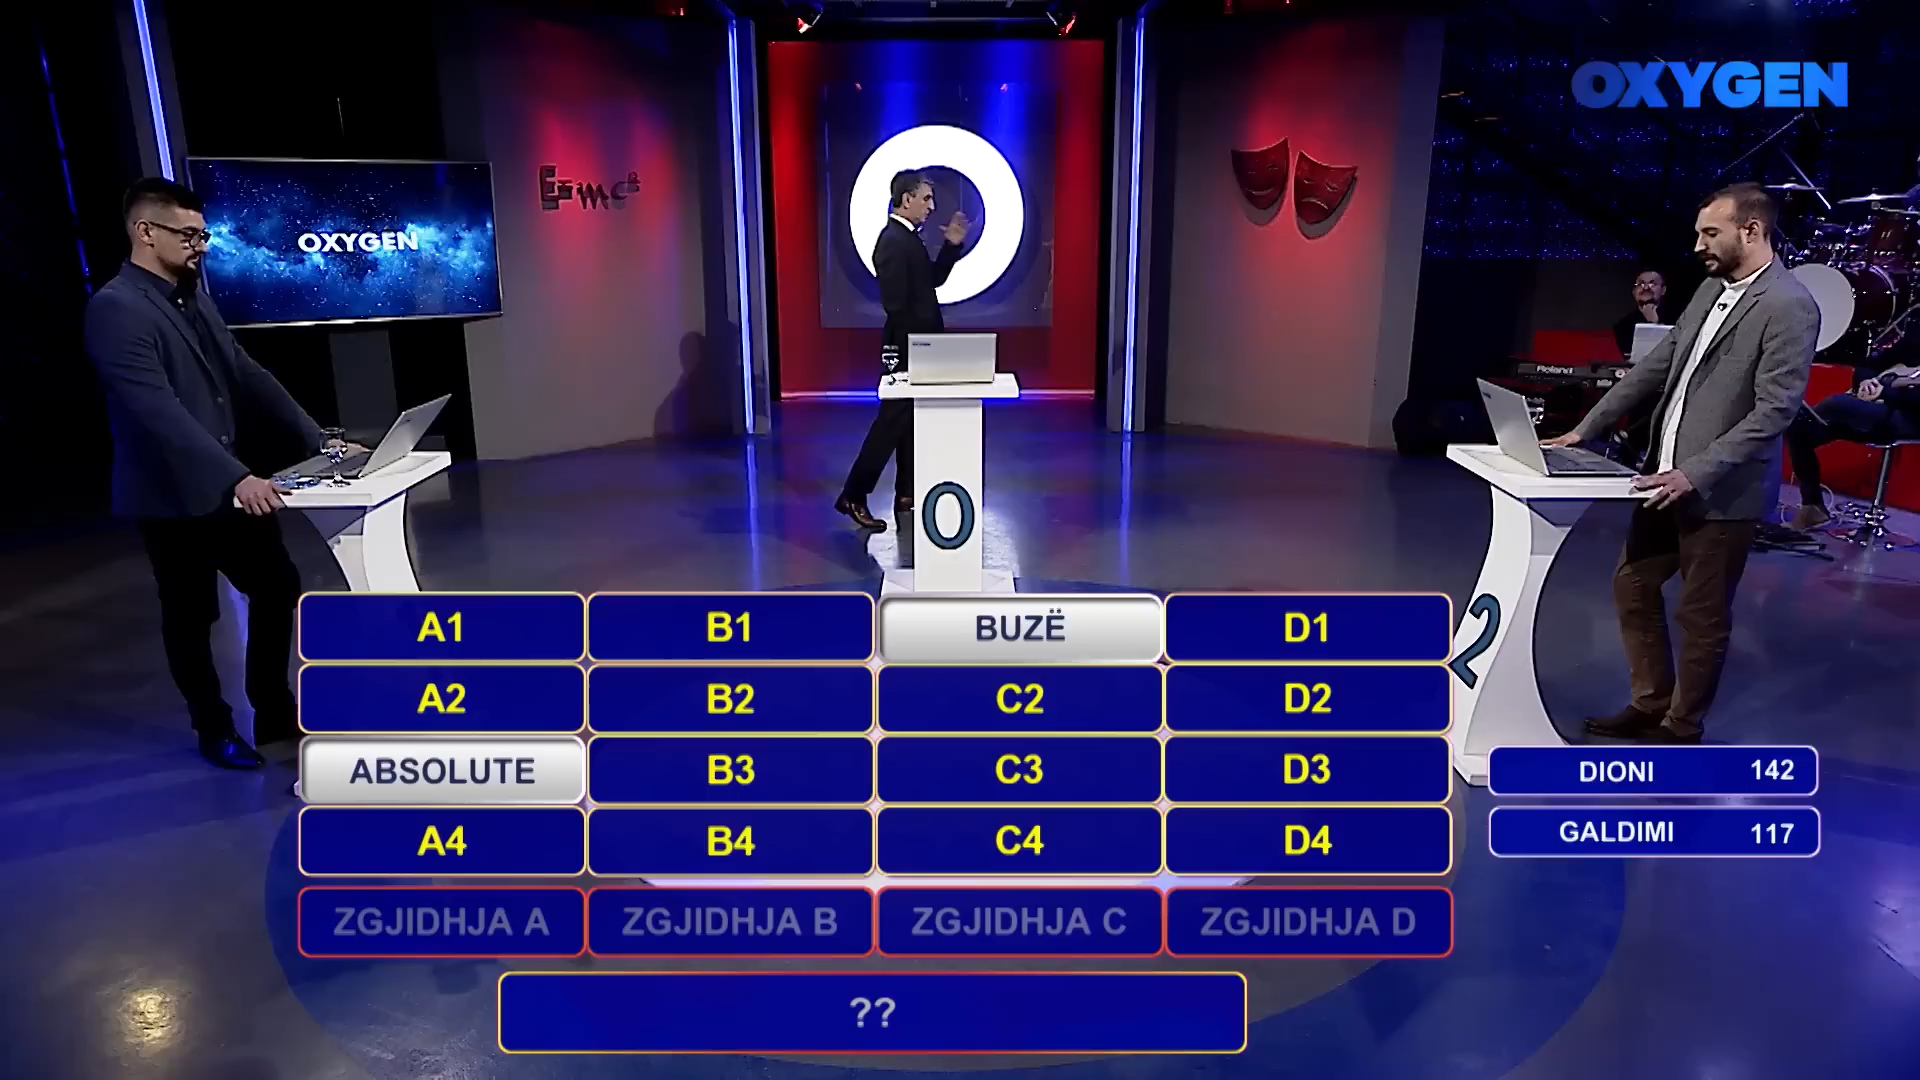 OXYGEN
OXYGEN
E=mc²
Roland
O
2
A1 B1 BUZË D1
A2 B2 C2 D2
ABSOLUTE B3 C3 D3
A4 B4 C4 D4
ZGJIDHJA A ZGJIDHJA B ZGJIDHJA C ZGJIDHJA D
??
DIONI 142
GALDIMI 117